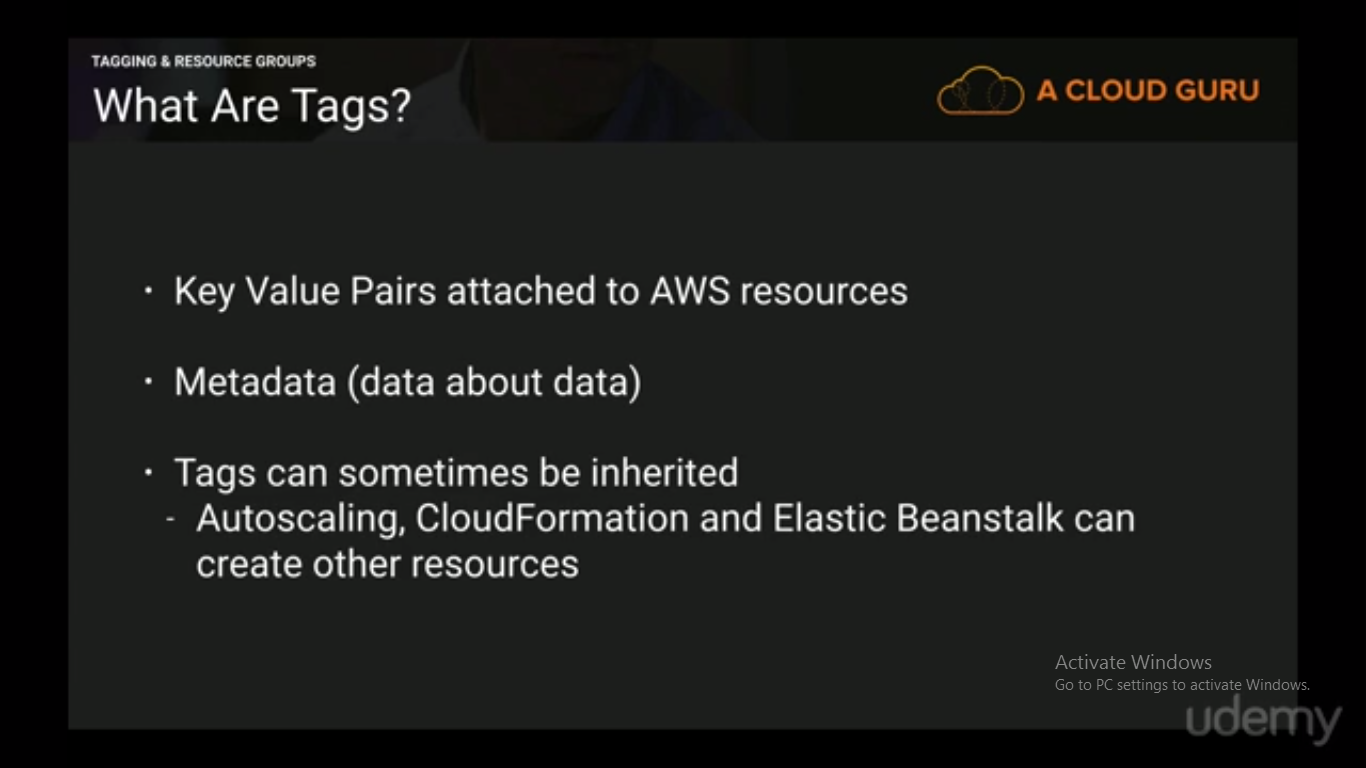 TAGGING & RESOURCE GROUPS
What Are Tags?
A CLOUD GURU
· Key Value Pairs attached to AWS resources
· Metadata (data about data)
· Tags can sometimes be inherited
- Autoscaling, CloudFormation and Elastic Beanstalk can
create other resources
Activate Windows
Go to PC settings to activate Windows.
udemy